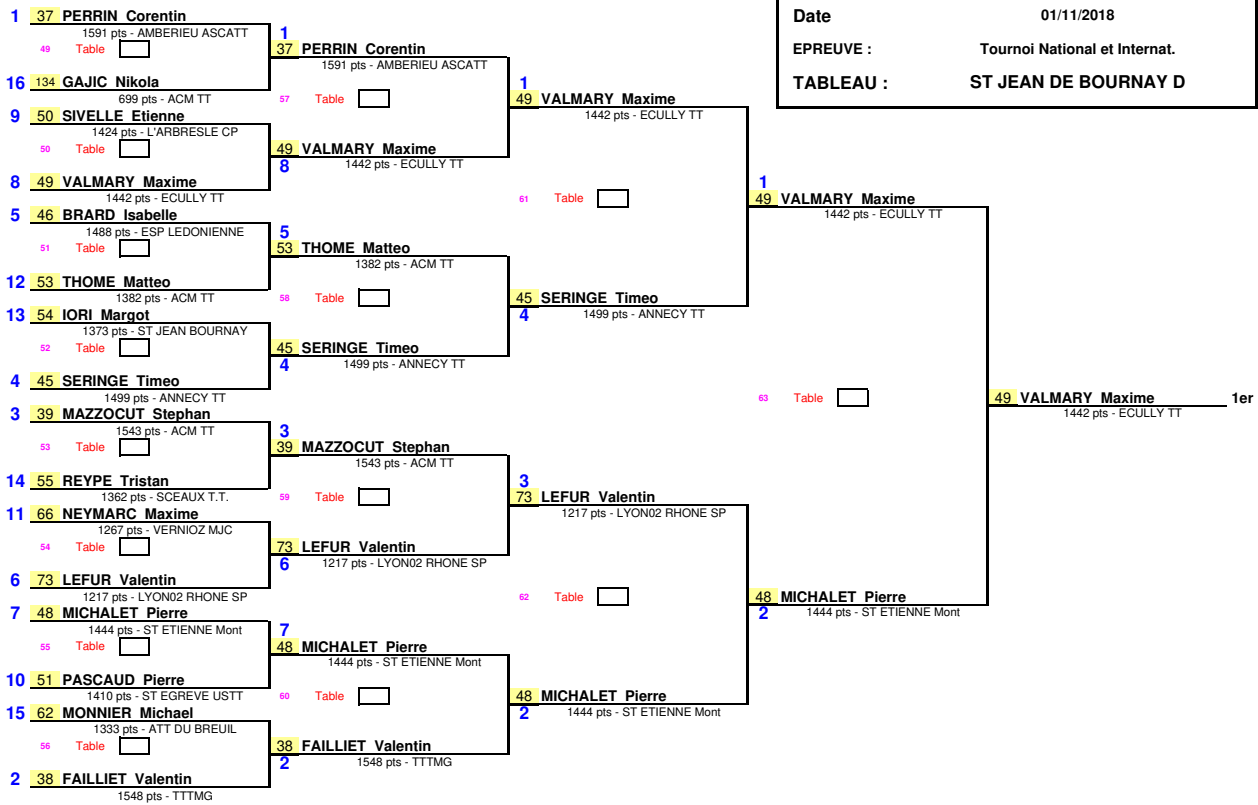 Date 01/11/2018
EPREUVE : Tournoi National et Internat.
TABLEAU : ST JEAN DE BOURNAY D
1 37 PERRIN Corentin
1591 pts - AMBERIEU ASCATT
49 Table
16 134 GAJIC Nikola
699 pts - ACM TT
9 50 SIVELLE Etienne
1424 pts - L'ARBRESLE CP
50 Table
8 49 VALMARY Maxime
1442 pts - ECULLY TT
5 46 BRARD Isabelle
1488 pts - ESP LEDONIENNE
51 Table
12 53 THOME Matteo
1382 pts - ACM TT
13 54 IORI Margot
1373 pts - ST JEAN BOURNAY
52 Table
4 45 SERINGE Timeo
1499 pts - ANNECY TT
3 39 MAZZOCUT Stephan
1543 pts - ACM TT
53 Table
14 55 REYPE Tristan
1362 pts - SCEAUX T.T.
11 66 NEYMARC Maxime
1267 pts - VERNIOZ MJC
54 Table
6 73 LEFUR Valentin
1217 pts - LYON02 RHONE SP
7 48 MICHALET Pierre
1444 pts - ST ETIENNE Mont
55 Table
10 51 PASCAUD Pierre
1410 pts - ST EGREVE USTT
15 62 MONNIER Michael
1333 pts - ATT DU BREUIL
56 Table
2 38 FAILLIET Valentin
1548 pts - TTTMG
1
37 PERRIN Corentin
1591 pts - AMBERIEU ASCATT
57 Table
49 VALMARY Maxime
8 1442 pts - ECULLY TT
5
53 THOME Matteo
1382 pts - ACM TT
58 Table
45 SERINGE Timeo
4 1499 pts - ANNECY TT
3
39 MAZZOCUT Stephan
1543 pts - ACM TT
59 Table
73 LEFUR Valentin
6 1217 pts - LYON02 RHONE SP
7
48 MICHALET Pierre
1444 pts - ST ETIENNE Mont
60 Table
38 FAILLIET Valentin
2 1548 pts - TTTMG
1
49 VALMARY Maxime
1442 pts - ECULLY TT
61 Table
45 SERINGE Timeo
4 1499 pts - ANNECY TT
3
73 LEFUR Valentin
1217 pts - LYON02 RHONE SP
62 Table
48 MICHALET Pierre
2 1444 pts - ST ETIENNE Mont
1
49 VALMARY Maxime
1442 pts - ECULLY TT
63 Table
48 MICHALET Pierre
2 1444 pts - ST ETIENNE Mont
49 VALMARY Maxime 1er
1442 pts - ECULLY TT